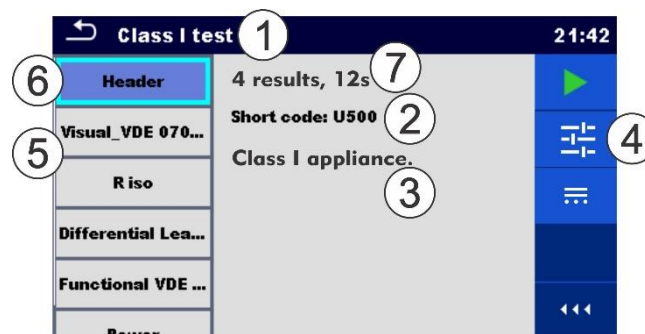 Class I test
1
21:42
6
Header
4 results, 12s
7
Visual_VDE 070...
Short code: U500
2
4
5
Class I appliance.
R iso
3
Differential Lea...
Functional VDE ...
Power